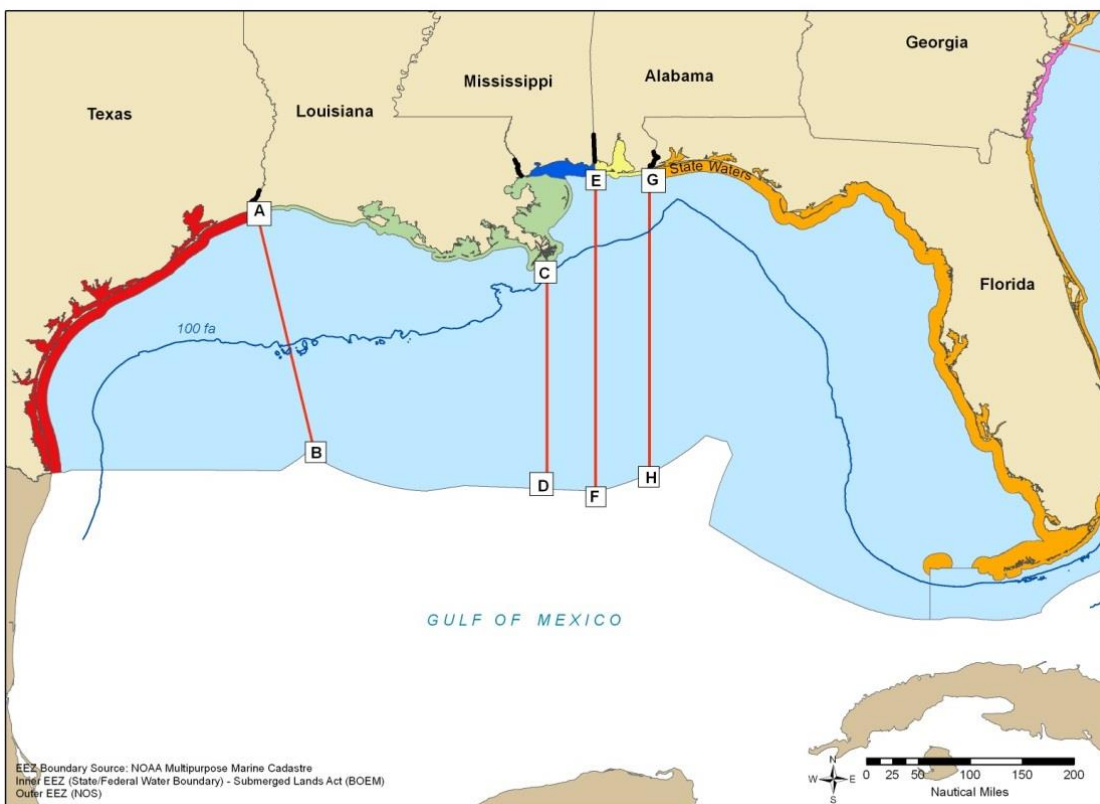 Georgia
Mississippi
Alabama
Texas
Louisiana
State Waters
E
G
A
C
Florida
100 fa
B
D
F
H
GULF OF MEXICO
EEZ Boundary Source: NOAA Multipurpose Marine Cadastre
Inner EEZ (State/Federal Water Boundary) - Submerged Lands Act (BOEM)
Outer EEZ (NOS)
N
W E
S
0 25 50 100 150 200
Nautical Miles